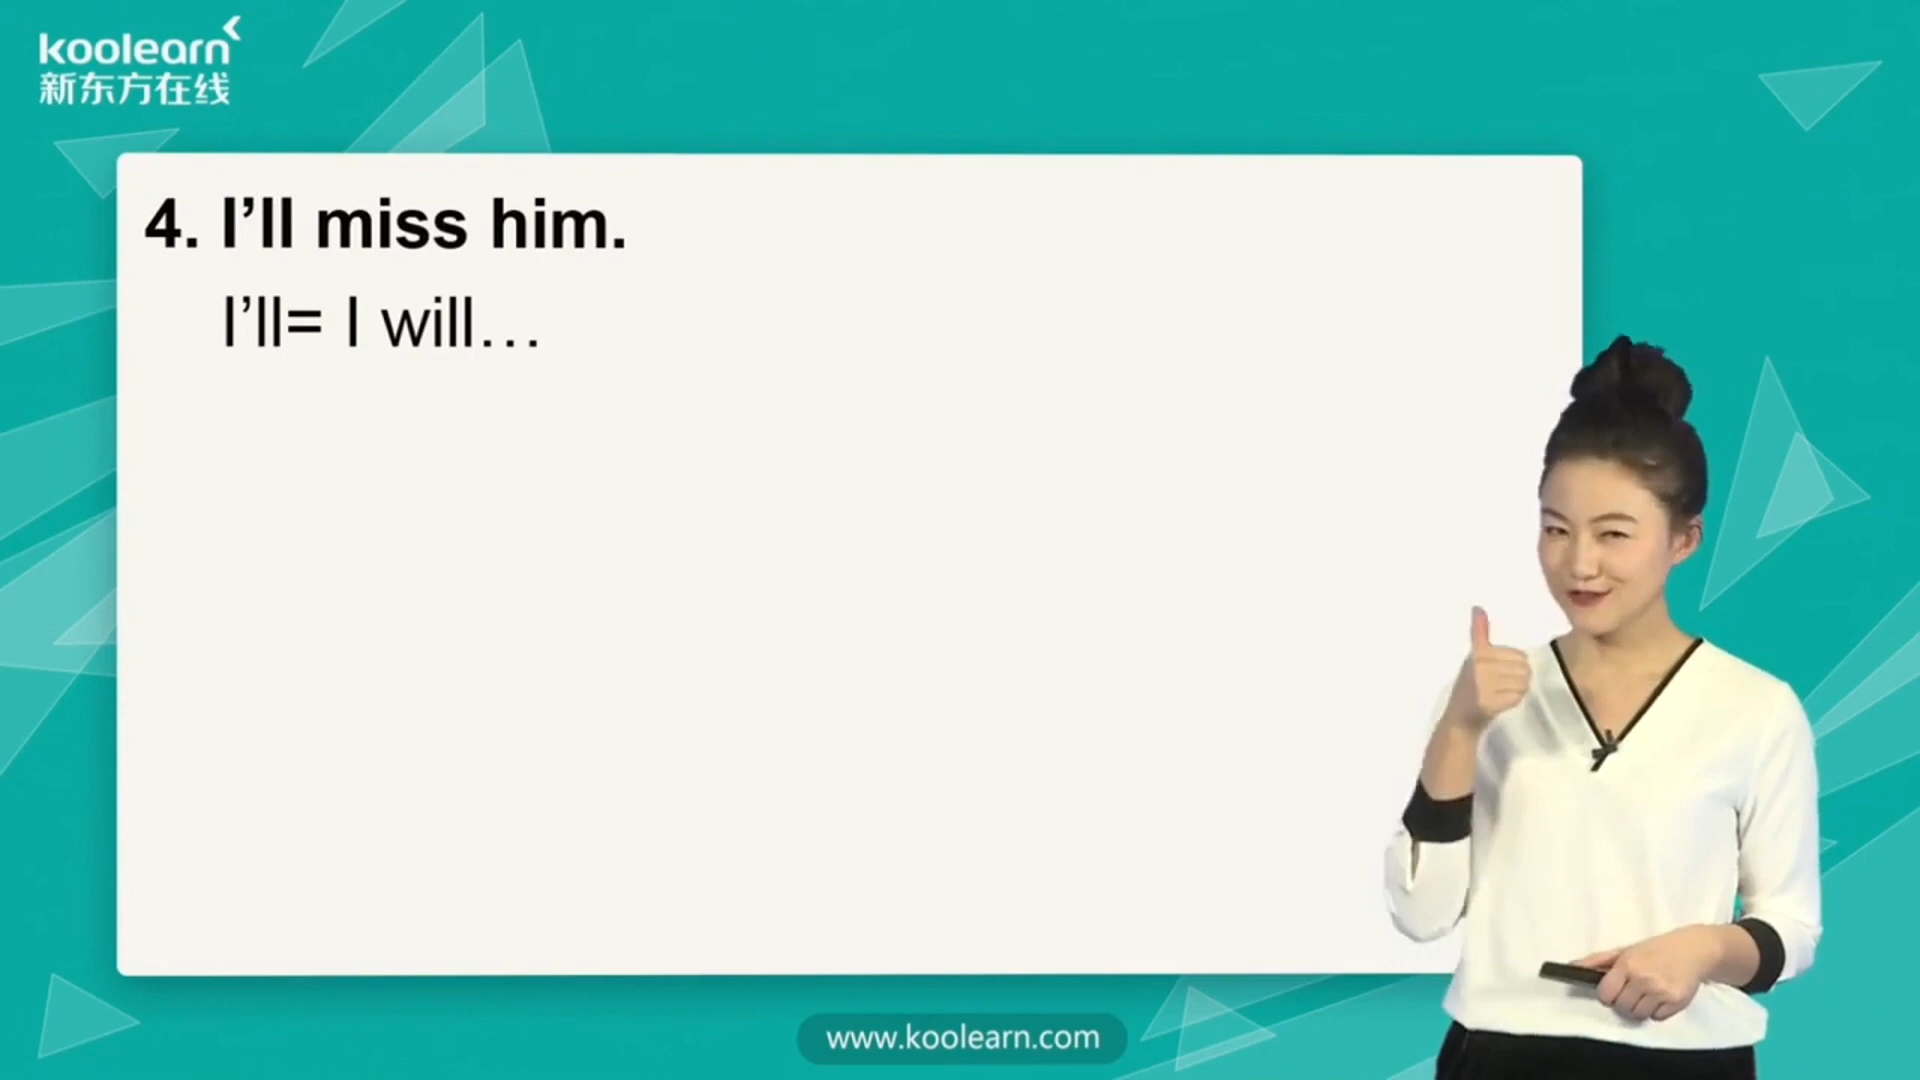 koolearn
新东方在线
4. I’ll miss him.
I’ll= I will…
www.koolearn.com